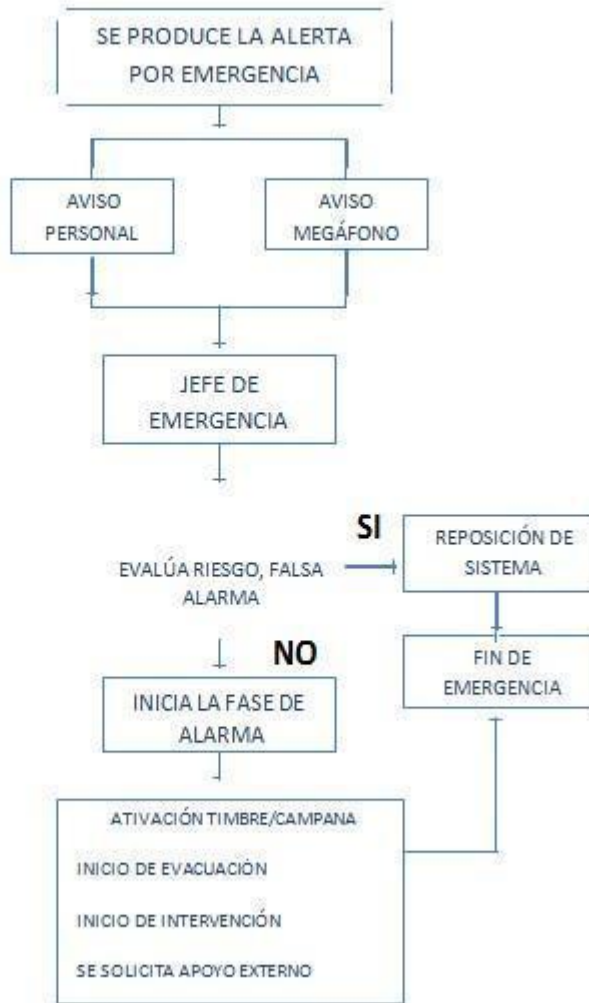 SE PRODUCE LA ALERTA
POR EMERGENCIA
AVISO
PERSONAL
AVISO
MEGÁFONO
JEFE DE
EMERGENCIA
SI
EVALÚA RIESGO, FALSA
ALARMA
REPOSICIÓN DE
SISTEMA
NO
FIN DE
EMERGENCIA
INICIA LA FASE DE
ALARMA
ATIVACIÓN TIMBRE/CAMPANA
INICIO DE EVACUACIÓN
INICIO DE INTERVENCIÓN
SE SOLICITA APOYO EXTERNO